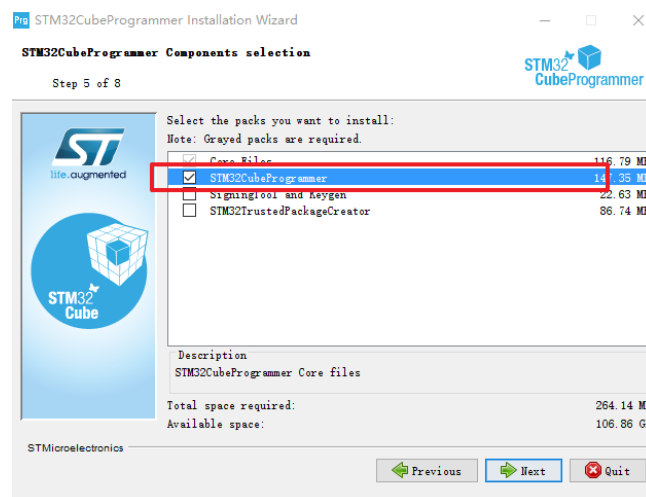 Prg STM32CubeProgrammer Installation Wizard
STM32CubeProgrammer Components selection
Step 5 of 8
STM32
CubeProgrammer
Select the packs you want to install:
Note: Grayed packs are required.
life.augmented
Core Files 116.79 M
STM32CubeProgrammer 147.35 M
SigningTool and Keygen 22.63 M
STM32TrustedPackageCreator 86.74 M
STM32
Cube
Description
STM32CubeProgrammer Core files
Total space required: 264.14 M
Available space: 106.86 G
STMicroelectronics
Previous Next Quit